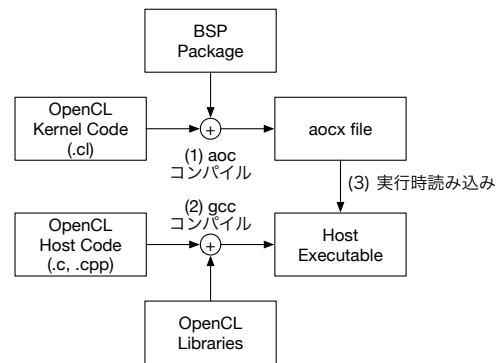 BSP
Package
OpenCL
Kernel Code
(.cl)
+
aocx file
(1) aoc
コンパイル
(3) 実行時読み込み
(2) gcc
コンパイル
OpenCL
Host Code
(.c, .cpp)
+
Host
Executable
OpenCL
Libraries